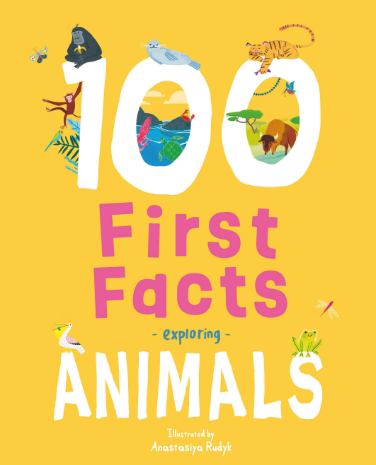 100
First
Facts
- exploring -
ANIMALS
Illustrated by
Anastasiya Rudyk